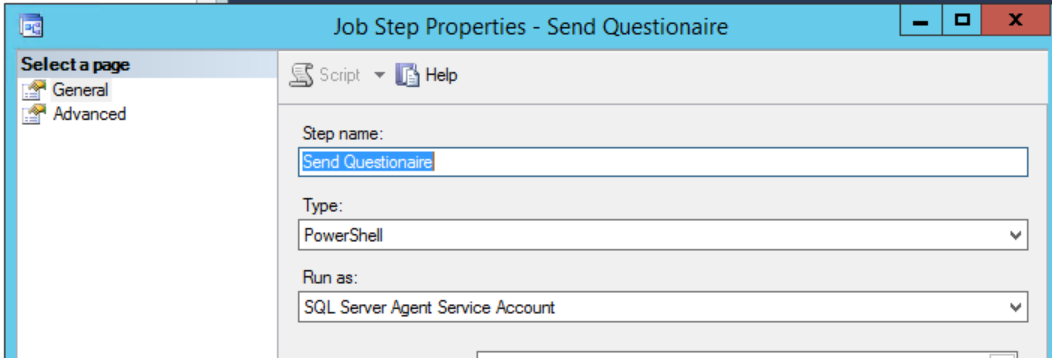 Job Step Properties - Send Questionaire
x
Select a page
General
Advanced
Script
Help
Step name:
Send Questionaire
Type:
PowerShell
Run as:
SQL Server Agent Service Account